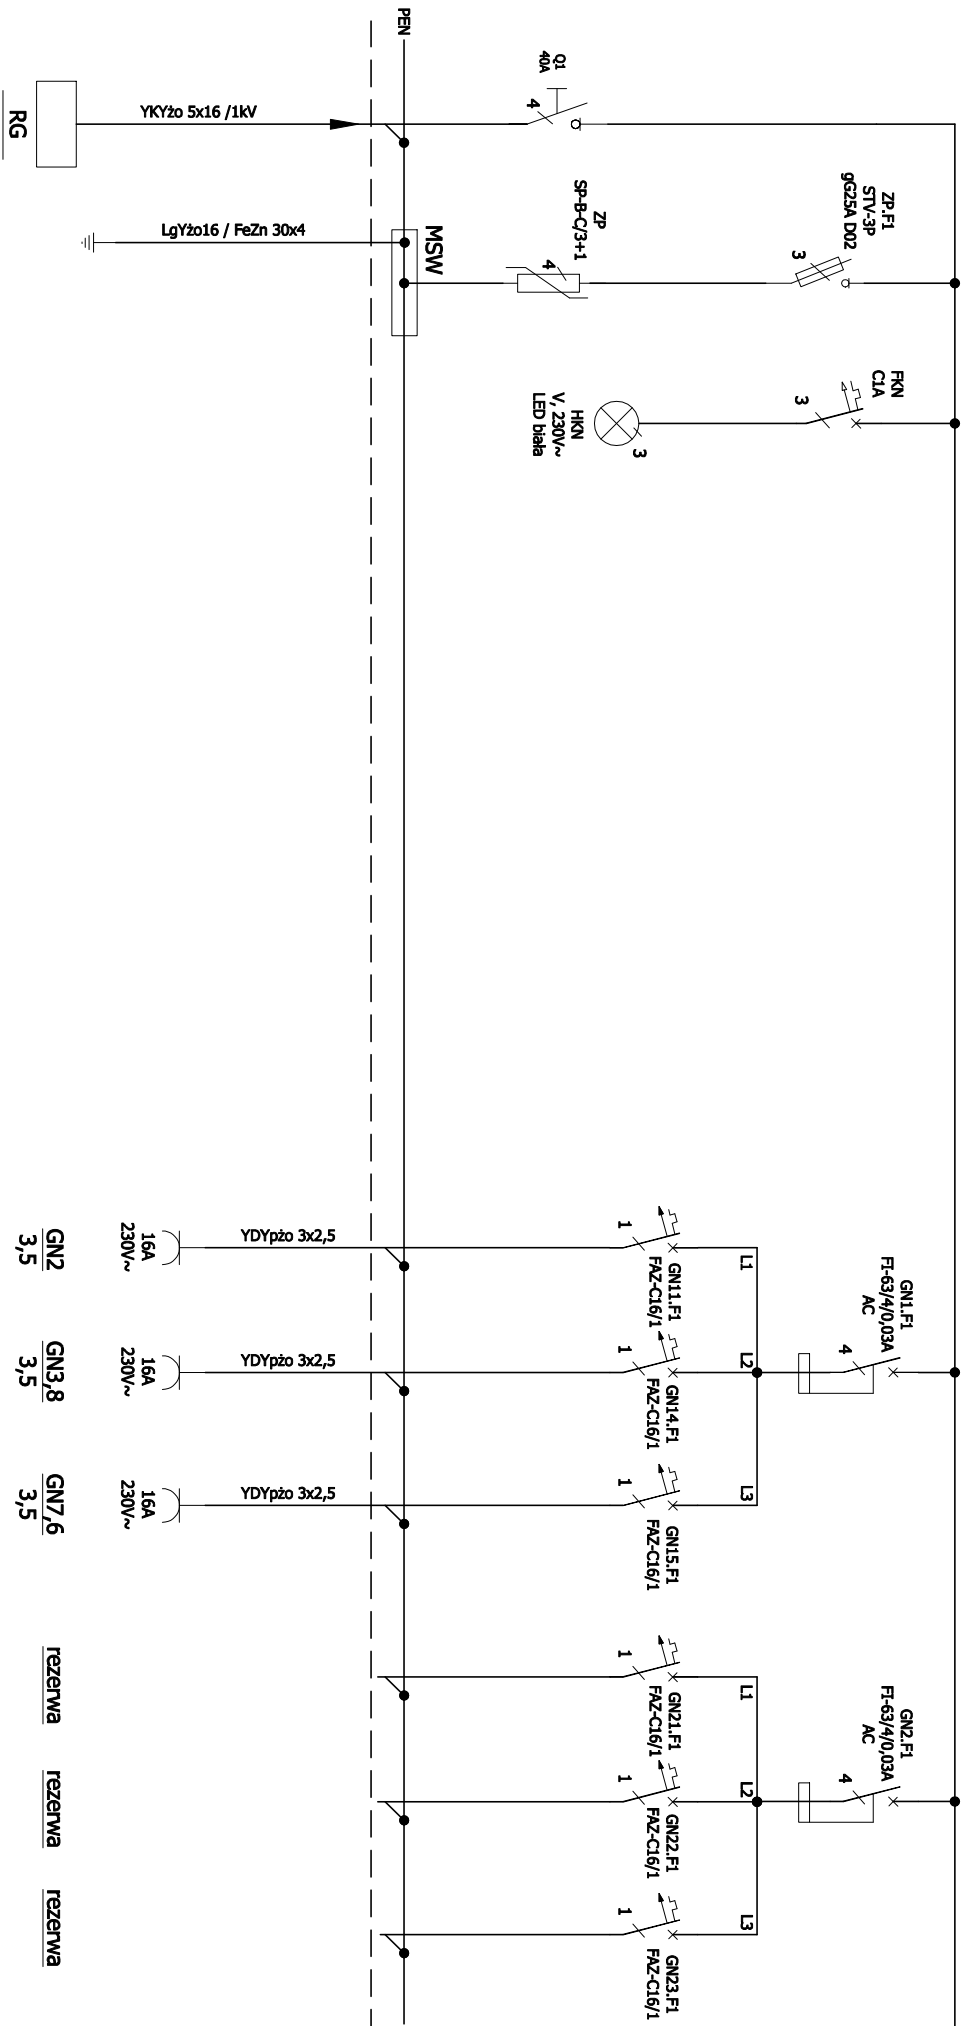 PEN
Q1
40A
YKYżo 5x16 /1kV
4
RG
ZP.F1
STV-3P
gG25A D02
3
ZP
SP-B-C/3+1
4
MSW
LgYżo16 / FeZn 30x4
FKN
C1A
3
3
HKN
V, 230V~
LED biała
GN1.F1
FI-63/4/0,03A
AC
4
L1
L2
L3
GN11.F1
FAZ-C16/1
1
GN14.F1
FAZ-C16/1
1
GN15.F1
FAZ-C16/1
1
YDYpżo 3x2,5
YDYpżo 3x2,5
YDYpżo 3x2,5
16A
230V~
16A
230V~
16A
230V~
GN2
3,5
GN3,8
3,5
GN7,6
3,5
GN2.F1
FI-63/4/0,03A
AC
4
L1
L2
L3
GN21.F1
FAZ-C16/1
1
GN22.F1
FAZ-C16/1
1
GN23.F1
FAZ-C16/1
1
rezerwa
rezerwa
rezerwa